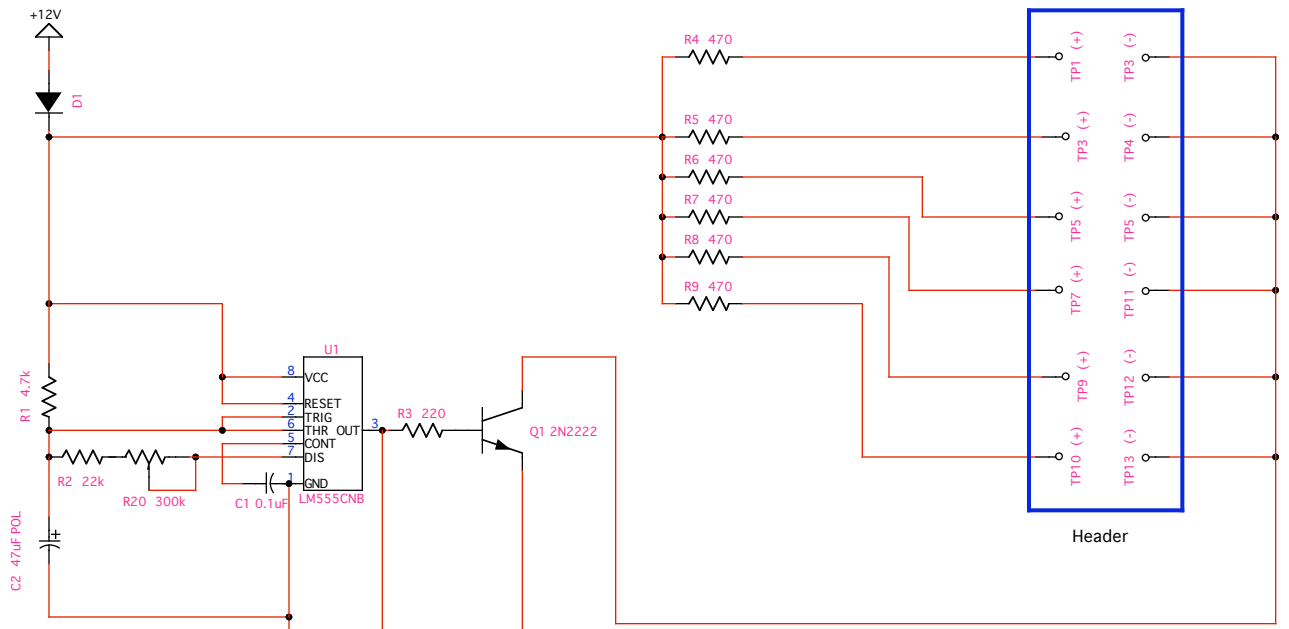 +12V
D1
R4 470
R5 470
R6 470
R7 470
R8 470
R9 470
TP1 (+)
TP3 (-)
TP3 (+)
TP4 (-)
TP5 (+)
TP5 (-)
TP7 (+)
TP11 (-)
TP9 (+)
TP12 (-)
TP10 (+)
TP13 (-)
Header
R1 4.7k
U1
8 VCC
4 RESET
2 TRIG
6 THR OUT 3
5 CONT
7 DIS
1 GND
LM555CNB
R3 220
Q1 2N2222
R2 22k
R20 300k
C1 0.1uF
C2 47uF POL
+